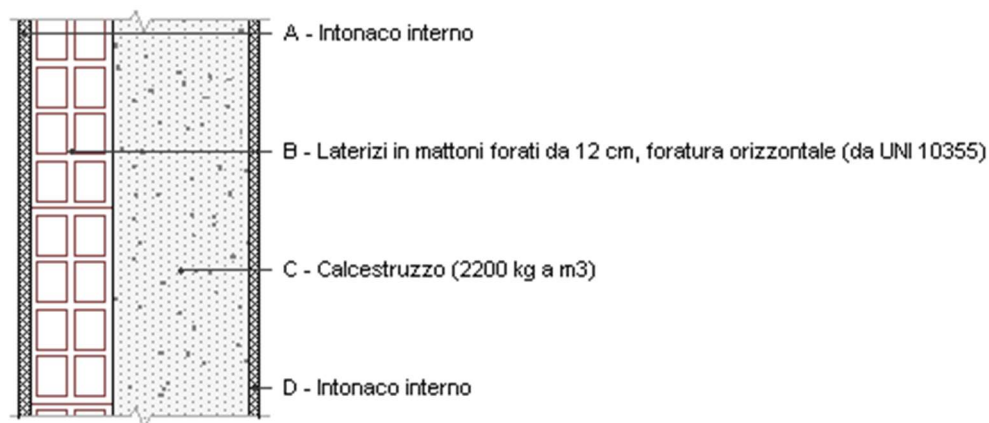 A - Intonaco interno
B - Laterizi in mattoni forati da 12 cm, foratura orizzontale (da UNI 10355)
C - Calcestruzzo (2200 kg a m3)
D - Intonaco interno